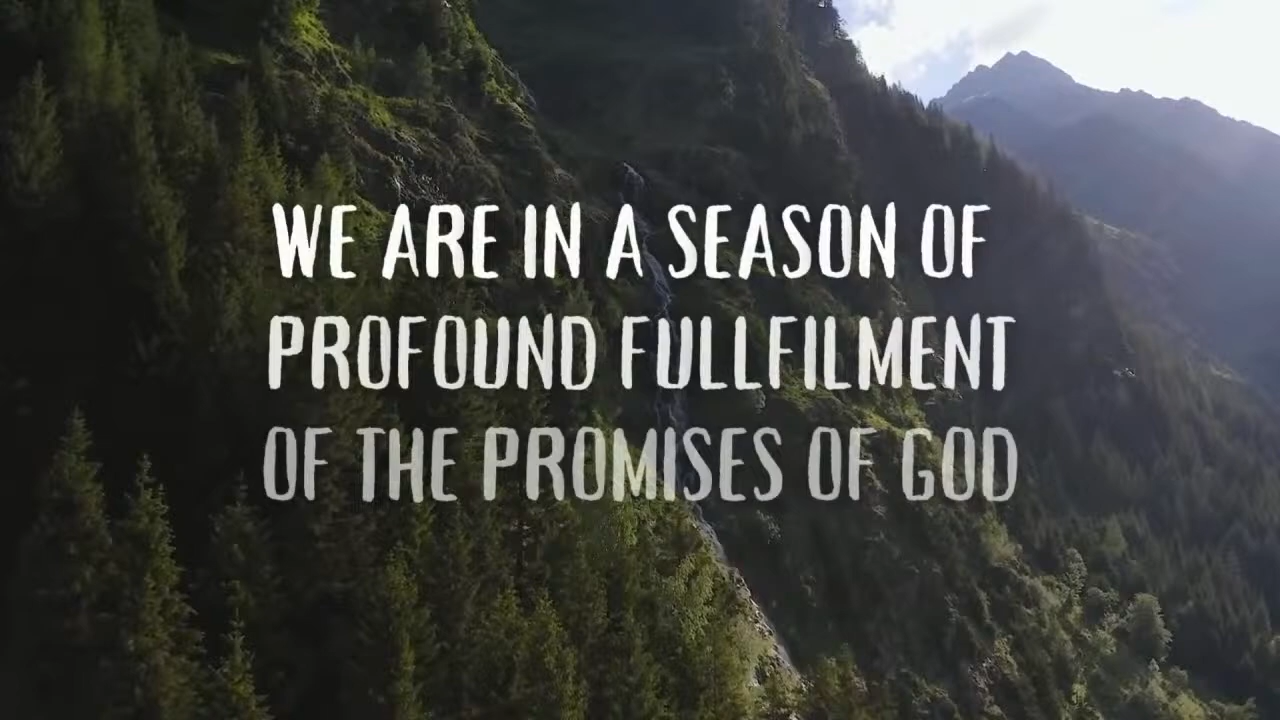 WE ARE IN A SEASON OF
PROFOUND FULLFILMENT
OF THE PROMISES OF GOD